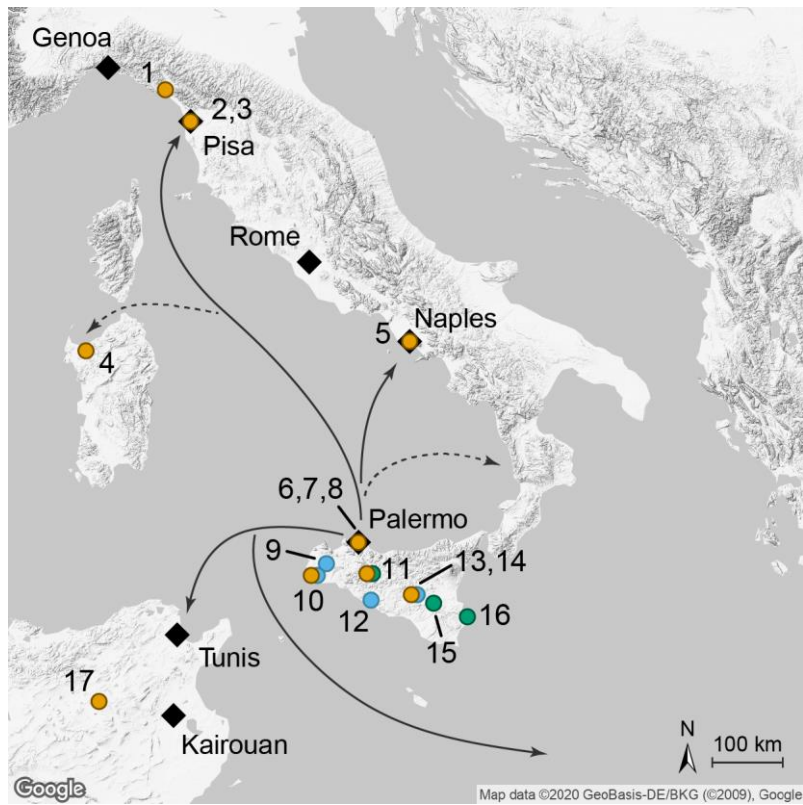 Genoa
1
2,3
Pisa
Rome
4
5
Naples
6,7,8
Palermo
9
10
11
13,14
12
15
16
Tunis
17
Kairouan
N
100 km
Google
Map data ©2020 GeoBasis-DE/BKG (©2009), Google